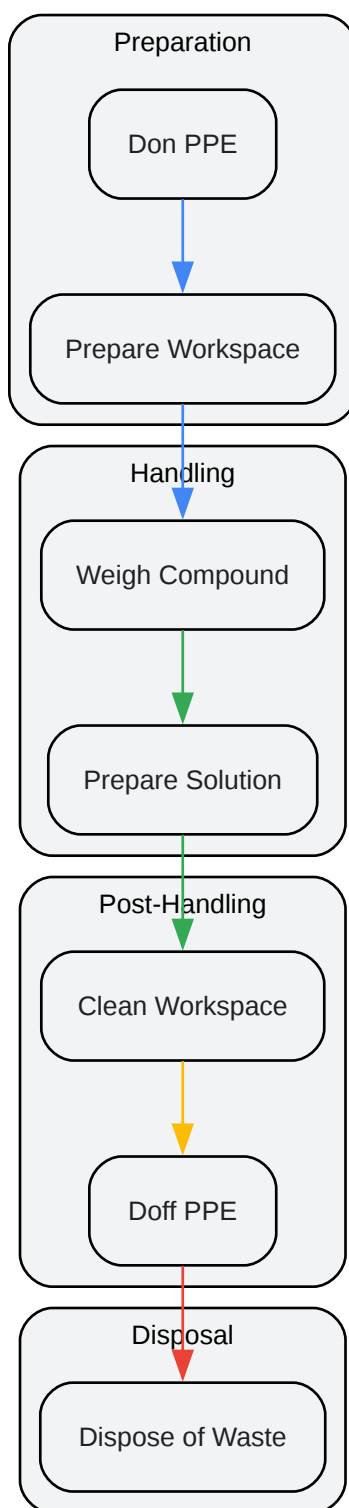 Preparation
Don PPE
Prepare Workspace
Handling
Weigh Compound
Prepare Solution
Post-Handling
Clean Workspace
Doff PPE
Disposal
Dispose of Waste